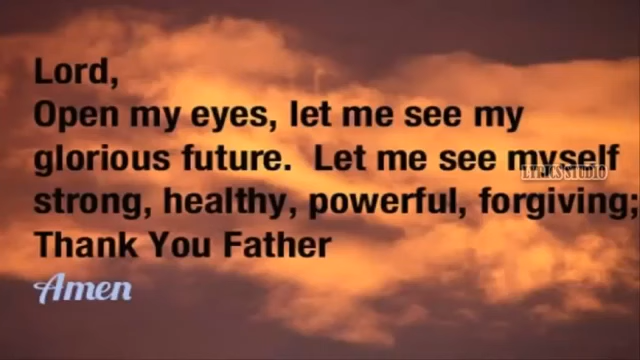 Lord,
Open my eyes, let me see my
glorious future.  Let me see myself
LYRICS STUDIO
strong, healthy, powerful, forgiving;
Thank You Father
Amen